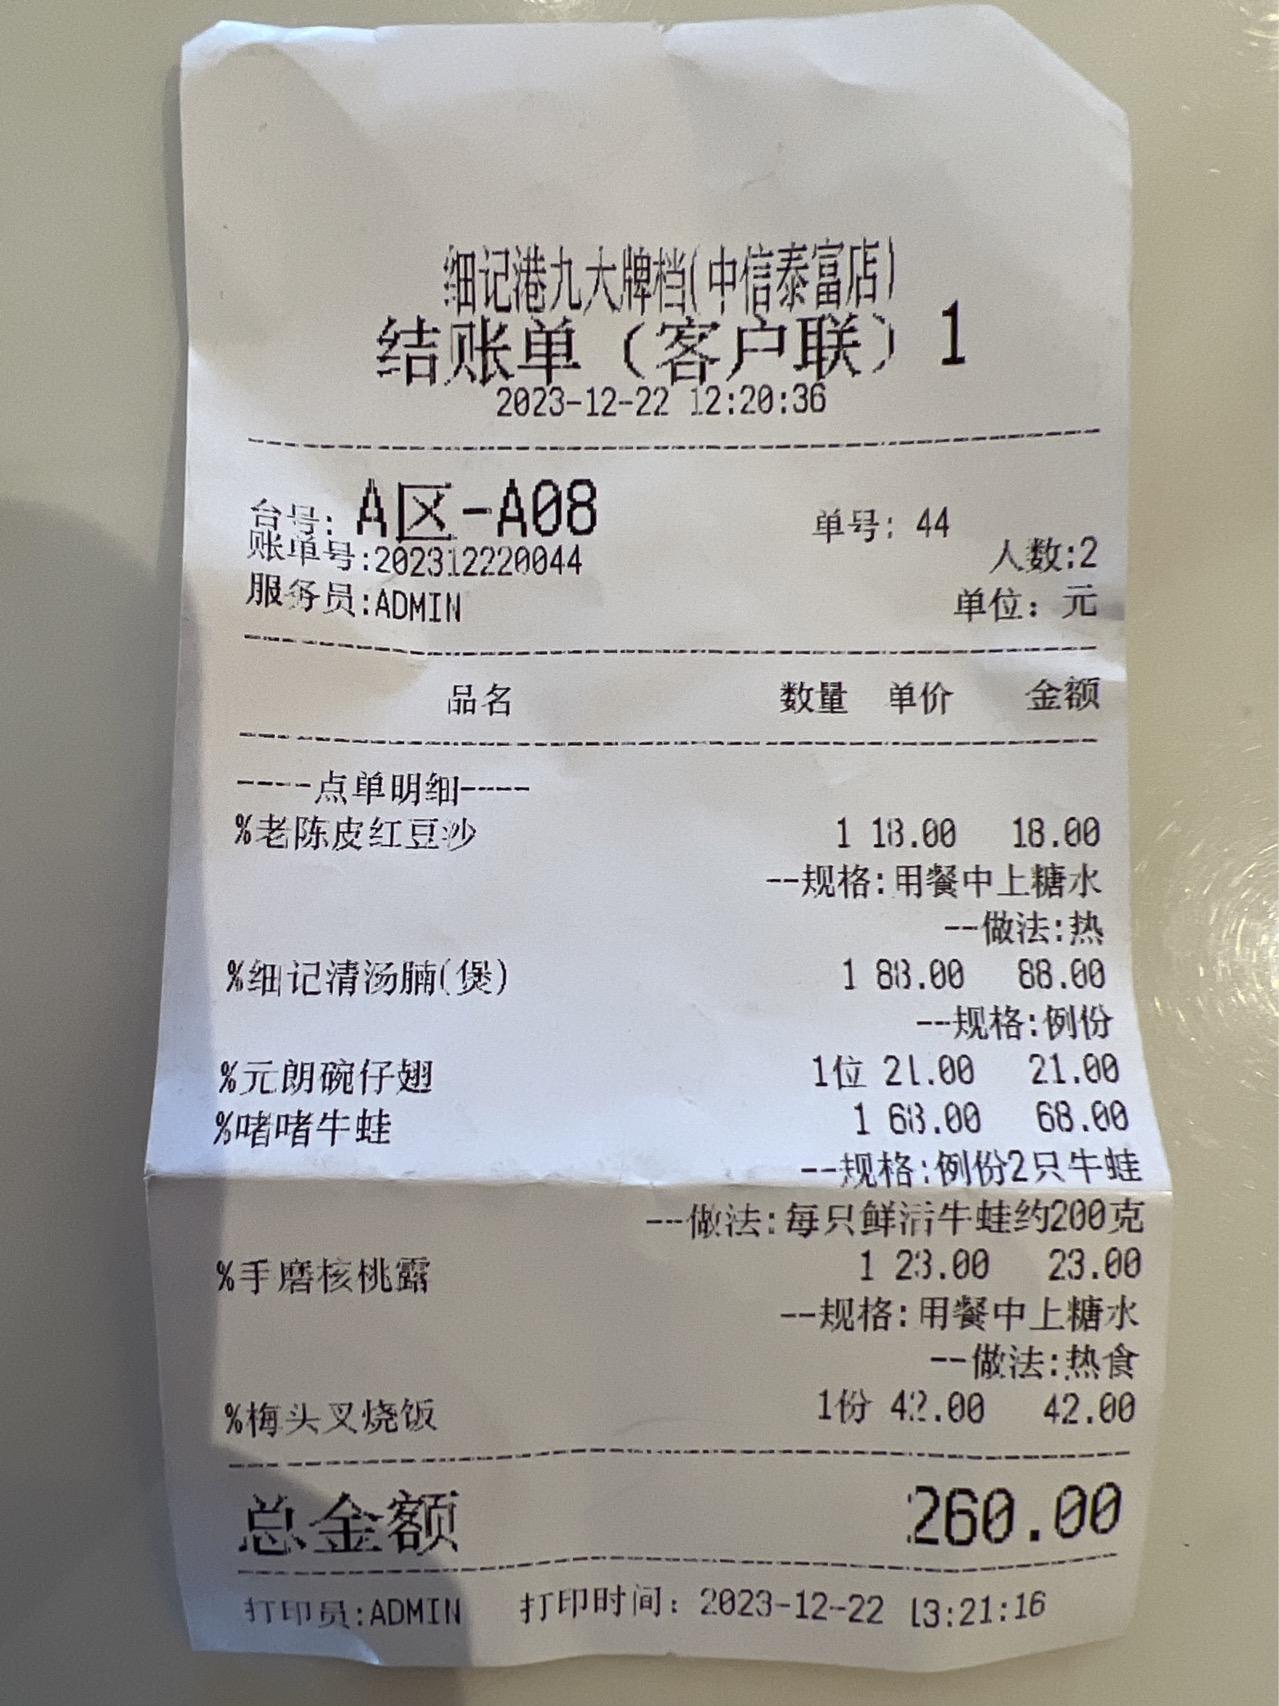 细记港九大牌档(中信泰富店)
结账单（客户联）1
2023-12-22 12:20:36
台号: A区-A08 单号: 44
账单号:202312220044 人数:2
服务员:ADMIN 单位: 元
品名 数量 单价 金额
----点单明细----
%老陈皮红豆沙 1 18.00 18.00
--规格:用餐中上糖水
--做法:热
%细记清汤腩(煲) 1 88.00 88.00
--规格:例份
%元朗碗仔翅 1位 21.00 21.00
%啫啫牛蛙 1 68.00 68.00
--规格:例份2只牛蛙
--做法:每只鲜活牛蛙约200克
%手磨核桃露 1 23.00 23.00
--规格:用餐中上糖水
--做法:热食
%梅头叉烧饭 1份 42.00 42.00
总金额 260.00
打印员:ADMIN 打印时间: 2023-12-22 13:21:16